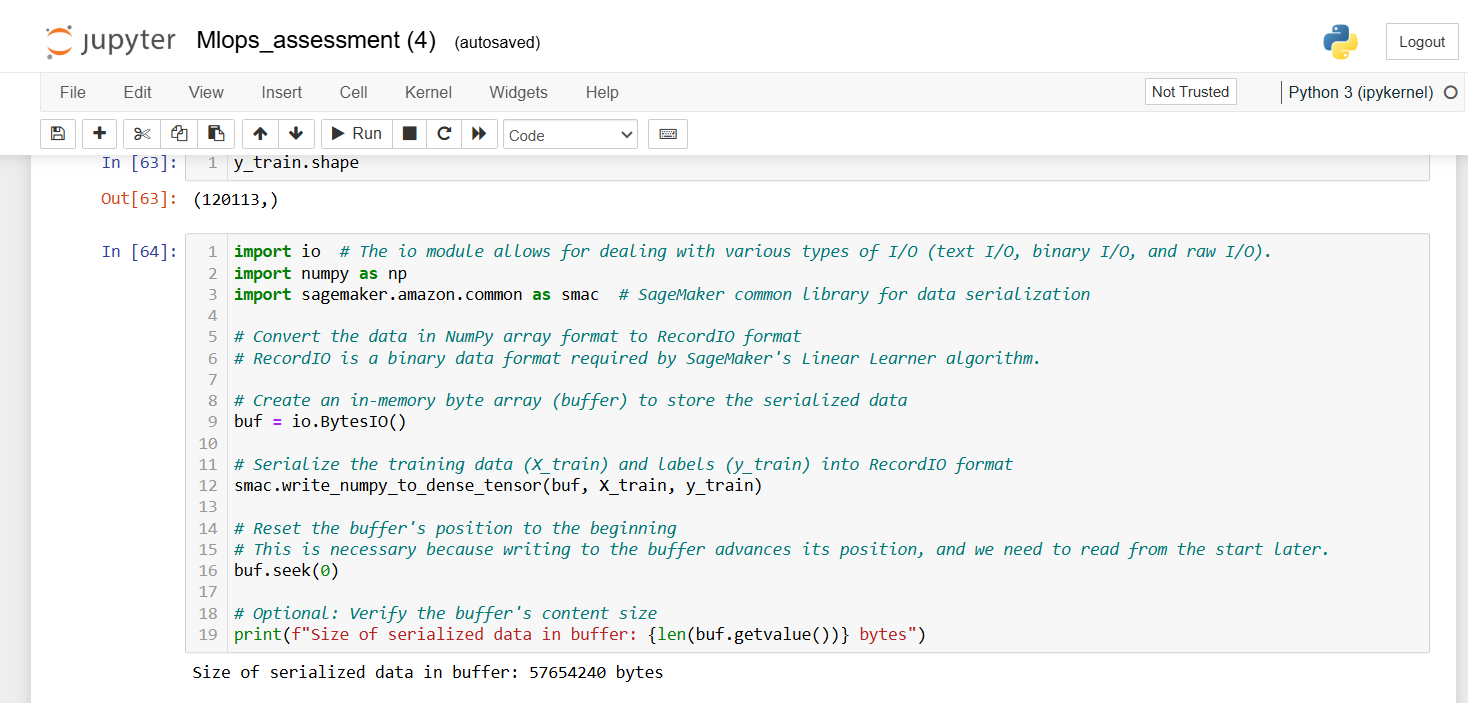 jupyter Mlops_assessment (4) (autosaved) Logout
File Edit View Insert Cell Kernel Widgets Help Not Trusted Python 3 (ipykernel)
Run Code
In [63]: 1 y_train.shape
Out[63]: (120113,)
In [64]: 1 import io  # The io module allows for dealing with various types of I/O (text I/O, binary I/O, and raw I/O).
2 import numpy as np
3 import sagemaker.amazon.common as smac  # SageMaker common library for data serialization
4
5 # Convert the data in NumPy array format to RecordIO format
6 # RecordIO is a binary data format required by SageMaker's Linear Learner algorithm.
7
8 # Create an in-memory byte array (buffer) to store the serialized data
9 buf = io.BytesIO()
10
11 # Serialize the training data (X_train) and labels (y_train) into RecordIO format
12 smac.write_numpy_to_dense_tensor(buf, X_train, y_train)
13
14 # Reset the buffer's position to the beginning
15 # This is necessary because writing to the buffer advances its position, and we need to read from the start later.
16 buf.seek(0)
17
18 # Optional: Verify the buffer's content size
19 print(f"Size of serialized data in buffer: {len(buf.getvalue())} bytes")
Size of serialized data in buffer: 57654240 bytes